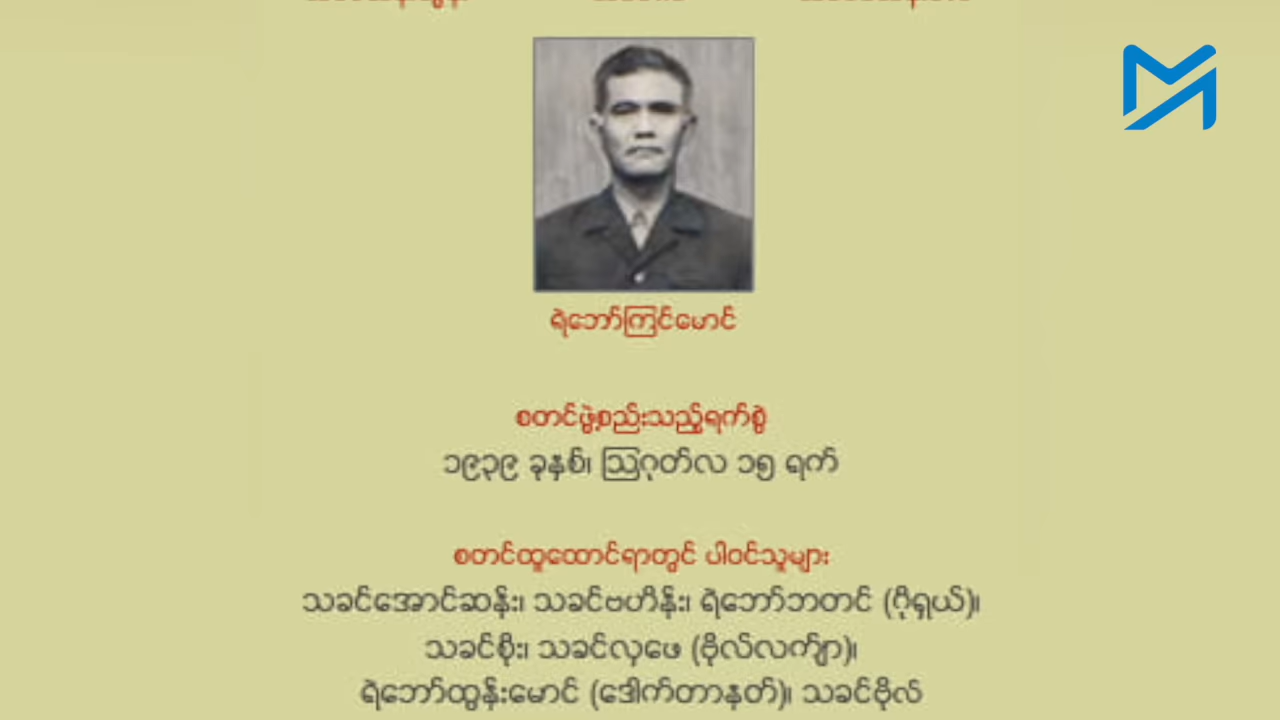 ရဲဘော်ကြင်မောင်
စတင်ဖွဲ့စည်းသည့်ရက်စွဲ
၁၉၃၉ ခုနှစ်၊ ဩဂုတ်လ ၁၅ ရက်
စတင်ထူထောင်ရာတွင် ပါဝင်သူများ
သခင်အောင်ဆန်း၊ သခင်ဗဟိန်း၊ ရဲဘော်ဘတင် (ဂိုရှယ်)၊
သခင်စိုး၊ သခင်လှဖေ (ဗိုလ်လက်ျာ)၊
ရဲဘော်ထွန်းမောင် (ဒေါက်တာနတ်)၊ သခင်ဗိုလ်